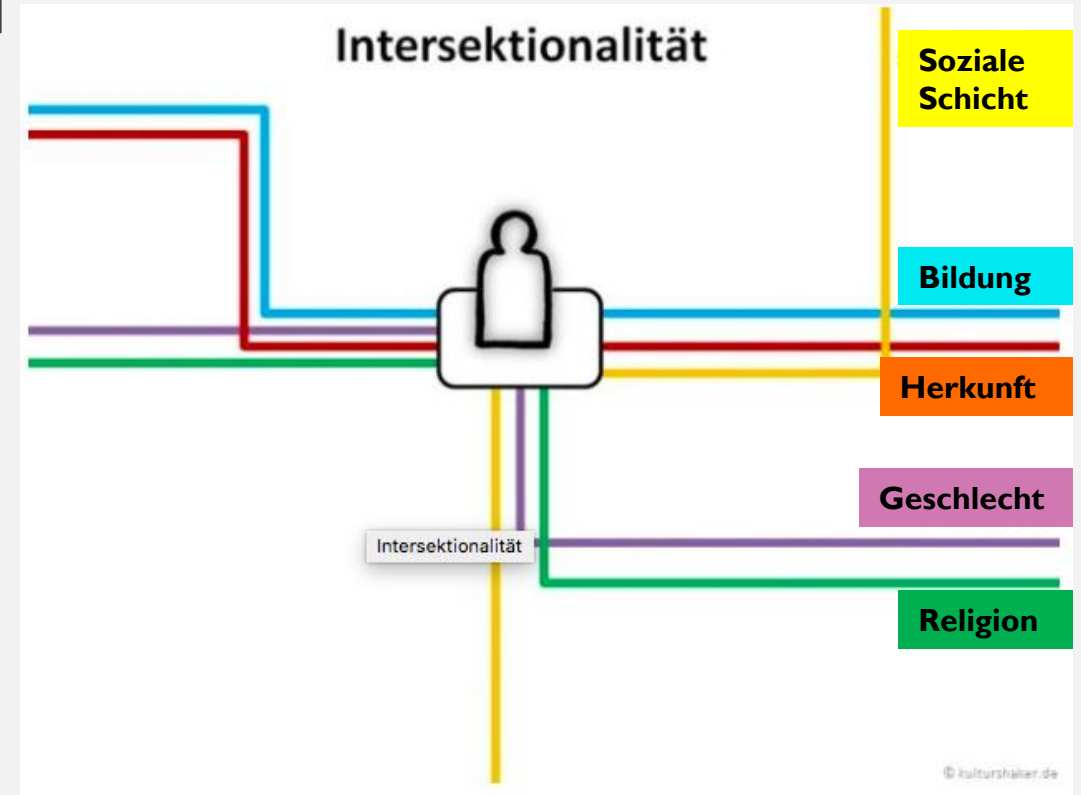 Intersektionalität
Soziale
Schicht
Bildung
Herkunft
Geschlecht
Intersektionalität
Religion
© kulturshaker.de